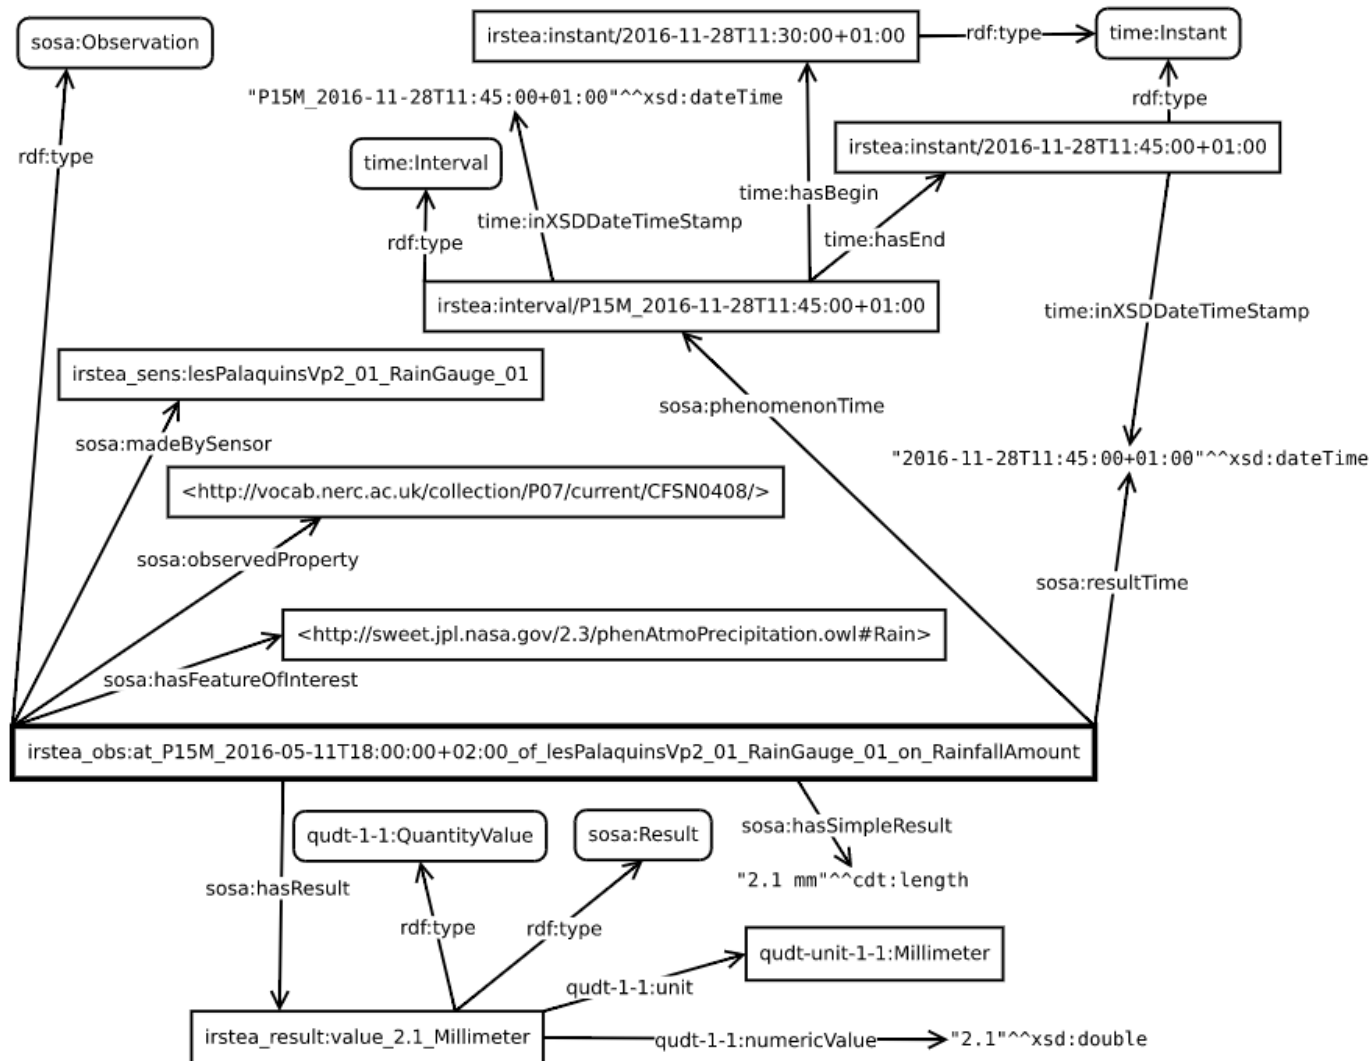 sosa:Observation
irstea:instant/2016-11-28T11:30:00+01:00
rdf:type
time:Instant
"P15M_2016-11-28T11:45:00+01:00"^^xsd:dateTime
rdf:type
rdf:type
time:Interval
irstea:instant/2016-11-28T11:45:00+01:00
time:hasBegin
time:inXSDDateTimeStamp
rdf:type
time:hasEnd
irstea:interval/P15M_2016-11-28T11:45:00+01:00
time:inXSDDateTimeStamp
irstea_sens:lesPalaquinsVp2_01_RainGauge_01
sosa:phenomenonTime
sosa:madeBySensor
"2016-11-28T11:45:00+01:00"^^xsd:dateTime
<http://vocab.nerc.ac.uk/collection/P07/current/CFSN0408/>
sosa:observedProperty
sosa:resultTime
<http://sweet.jpl.nasa.gov/2.3/phenAtmoPrecipitation.owl#Rain>
sosa:hasFeatureOfInterest
irstea_obs:at_P15M_2016-05-11T18:00:00+02:00_of_lesPalaquinsVp2_01_RainGauge_01_on_RainfallAmount
qudt-1-1:QuantityValue
sosa:Result
sosa:hasSimpleResult
sosa:hasResult
"2.1 mm"^^cdt:length
rdf:type
rdf:type
qudt-unit-1-1:Millimeter
qudt-1-1:unit
irstea_result:value_2.1_Millimeter
qudt-1-1:numericValue
"2.1"^^xsd:double